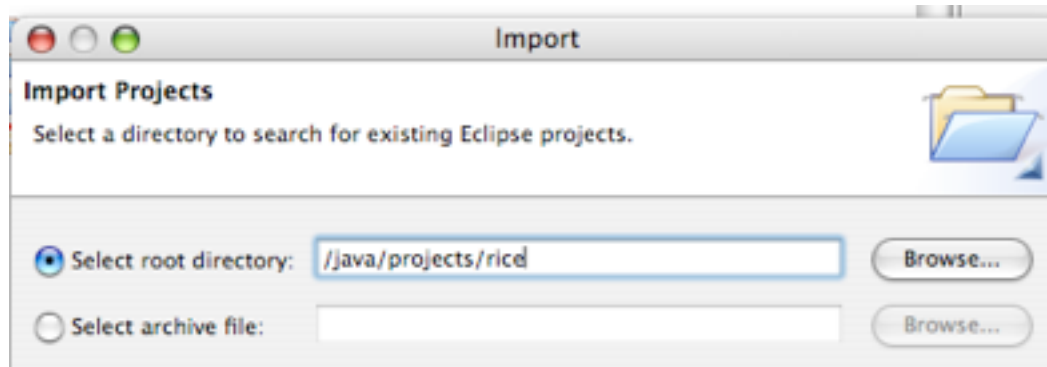 Import
Import Projects
Select a directory to search for existing Eclipse projects.
Select root directory: /java/projects/rice Browse...
Select archive file: Browse...